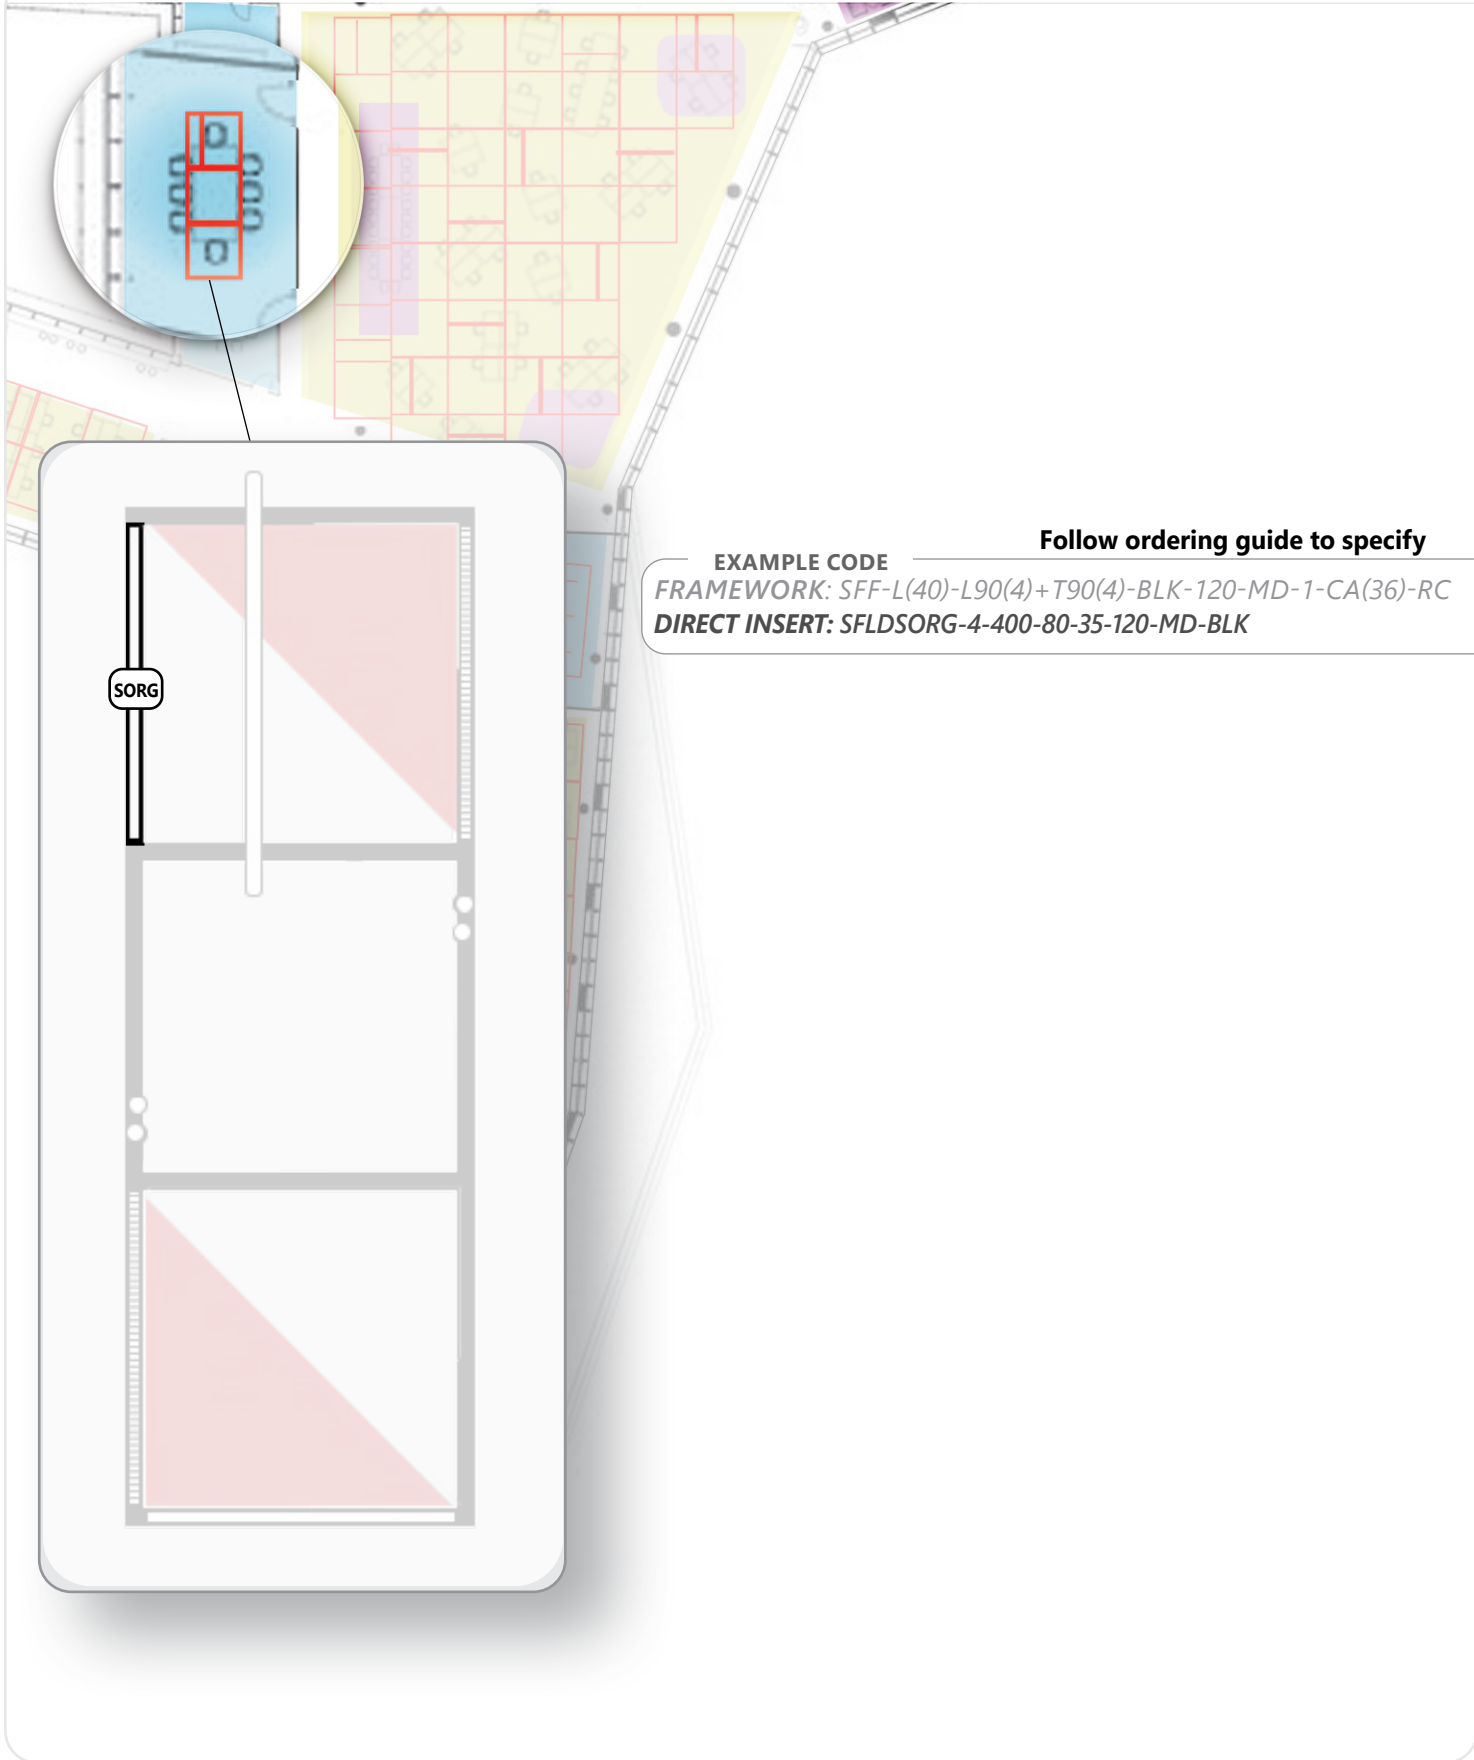 Follow ordering guide to specify
EXAMPLE CODE
FRAMEWORK: SFF-L(40)-L90(4)+T90(4)-BLK-120-MD-1-CA(36)-RC
DIRECT INSERT: SFLDSORG-4-400-80-35-120-MD-BLK
SORG